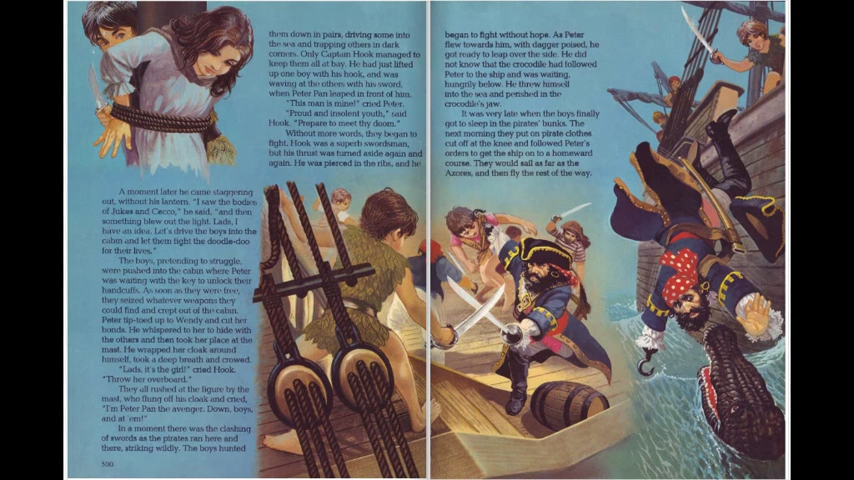 A moment later he came staggering
out, without his lantern. "I saw the bodies
of Jukes and Cecco," he said, "and then
something blew out the light. Lads, I
have an idea. Let's drive the boys into the
cabin and let them fight the doodle-doo
for their lives."
The boys, pretending to struggle,
were pushed into the cabin where Peter
was waiting with the key to unlock their
handcuffs. As soon as they were free,
they seized whatever weapons they
could find and crept out of the cabin.
Peter tip-toed up to Wendy and cut her
bonds. He whispered to her to hide with
the others and then took her place at the
mast. He wrapped her cloak around
himself, took a deep breath and crowed.
"Lads, it's the girl!" cried Hook.
"Throw her overboard."
They all rushed at the figure by the
mast, who flung off his cloak and cried,
"I'm Peter Pan the avenger. Down, boys,
and at 'em!"
In a moment there was the clashing
of swords as the pirates ran here and
there, striking wildly. The boys hunted
500
them down in pairs, driving some into
the sea and trapping others in dark
corners. Only Captain Hook managed to
keep them all at bay. He had just lifted
up one boy with his hook, and was
waving at the others with his sword,
when Peter Pan leaped in front of him.
"This man is mine!" cried Peter.
"Proud and insolent youth," said
Hook. "Prepare to meet thy doom."
Without more words, they began to
fight. Hook was a superb swordsman,
but his thrust was turned aside again and
again. He was pierced in the ribs, and he
began to fight without hope. As Peter
flew towards him, with dagger poised, he
got ready to leap over the side. He did
not know that the crocodile had followed
Peter to the ship and was waiting,
hungrily below. He threw himself
into the sea and perished in the
crocodile's jaw.
It was very late when the boys finally
got to sleep in the pirates' bunks. The
next morning they put on pirate clothes
cut off at the knee and followed Peter's
orders to get the ship on to a homeward
course. They would sail as far as the
Azores, and then fly the rest of the way.